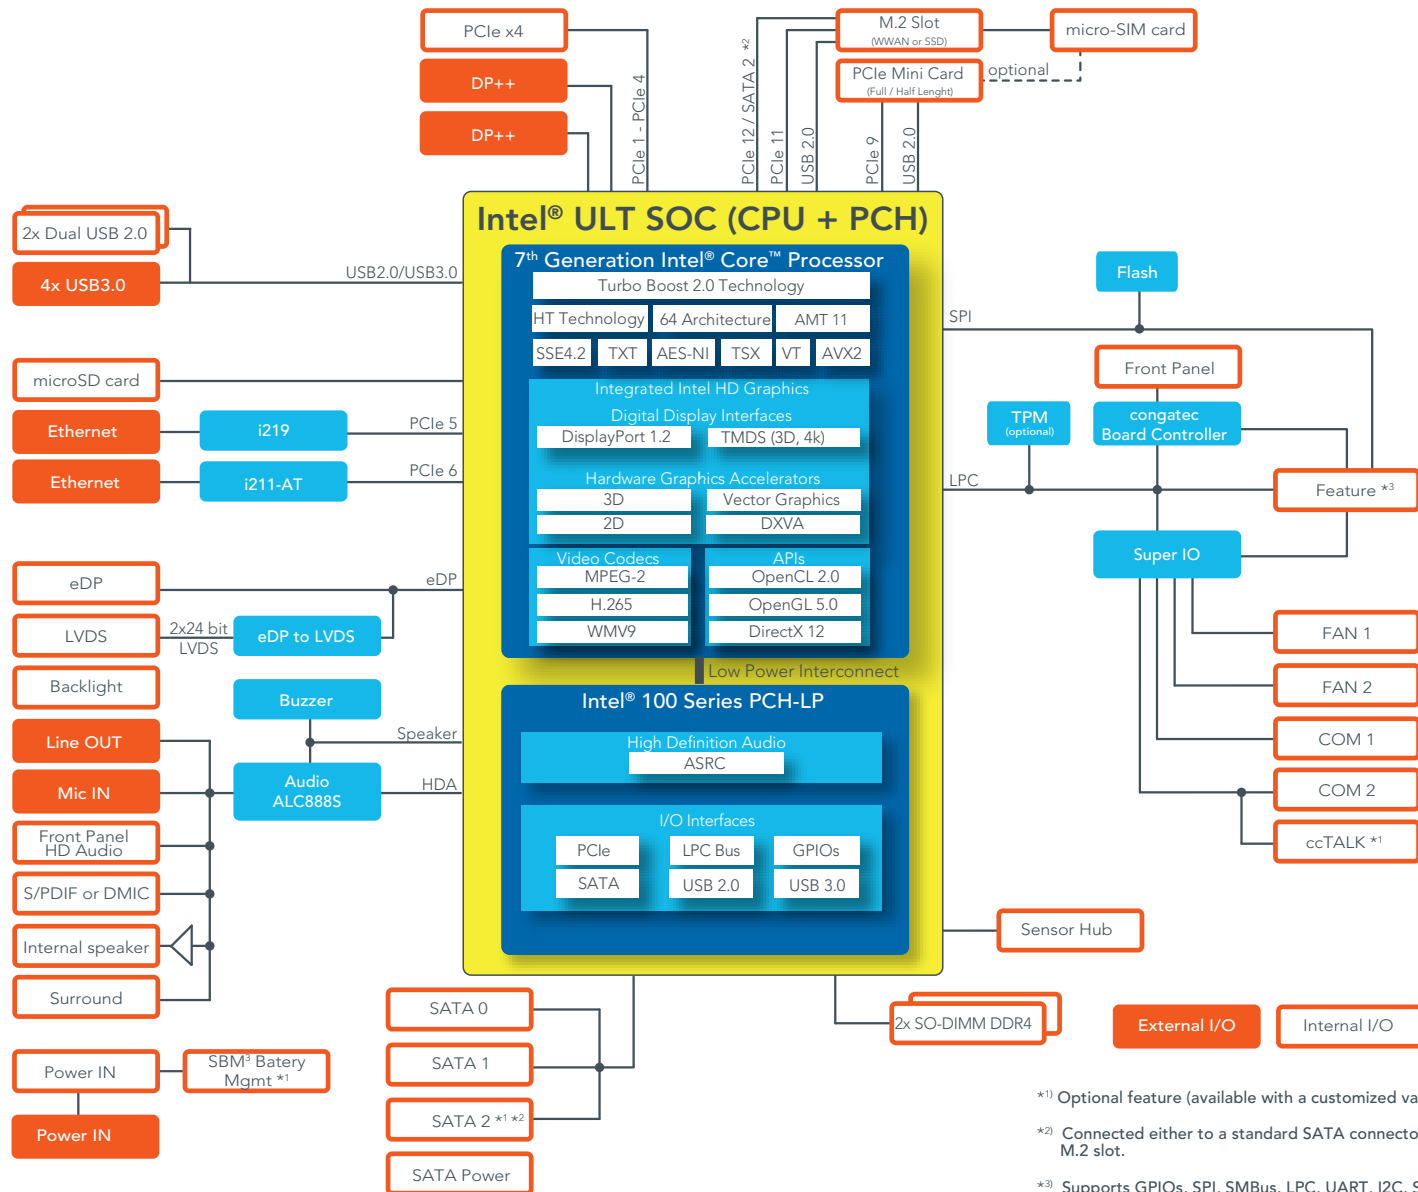 PCIe x4
DP++
DP++
PCIe 1 - PCIe 4
PCIe 12 / SATA 2 *2
PCIe 11
USB 2.0
PCIe 9
USB 2.0
M.2 Slot
(WWAN or SSD)
micro-SIM card
PCIe Mini Card
(Full / Half Lenght)
optional
2x Dual USB 2.0
4x USB3.0
USB2.0/USB3.0
microSD card
Ethernet
i219
PCIe 5
Ethernet
i211-AT
PCIe 6
eDP
eDP
LVDS
2x24 bit
LVDS
eDP to LVDS
Backlight
Buzzer
Line OUT
Speaker
Mic IN
Audio
ALC888S
HDA
Front Panel
HD Audio
S/PDIF or DMIC
Internal speaker
Surround
Power IN
SBM³ Batery
Mgmt *1
Power IN
Intel® ULT SOC (CPU + PCH)
7th Generation Intel® Core™ Processor
Turbo Boost 2.0 Technology
HT Technology
64 Architecture
AMT 11
SSE4.2
TXT
AES-NI
TSX
VT
AVX2
Integrated Intel HD Graphics
Digital Display Interfaces
DisplayPort 1.2
TMDS (3D, 4k)
Hardware Graphics Accelerators
3D
Vector Graphics
2D
DXVA
Video Codecs
MPEG-2
H.265
WMV9
APIs
OpenCL 2.0
OpenGL 5.0
DirectX 12
Low Power Interconnect
Intel® 100 Series PCH-LP
High Definition Audio
ASRC
I/O Interfaces
PCIe
LPC Bus
GPIOs
SATA
USB 2.0
USB 3.0
SATA 0
SATA 1
SATA 2 *1 *2
SATA Power
2x SO-DIMM DDR4
SPI
Flash
Front Panel
TPM
(optional)
congatec
Board Controller
LPC
Feature *3
Super IO
FAN 1
FAN 2
COM 1
COM 2
ccTALK *1
Sensor Hub
External I/O
Internal I/O
*1) Optional feature (available with a customized va
*2) Connected either to a standard SATA connecto
M.2 slot.
*3) Supports GPIOs, SPI, SMBus, LPC, UART, I2C, S